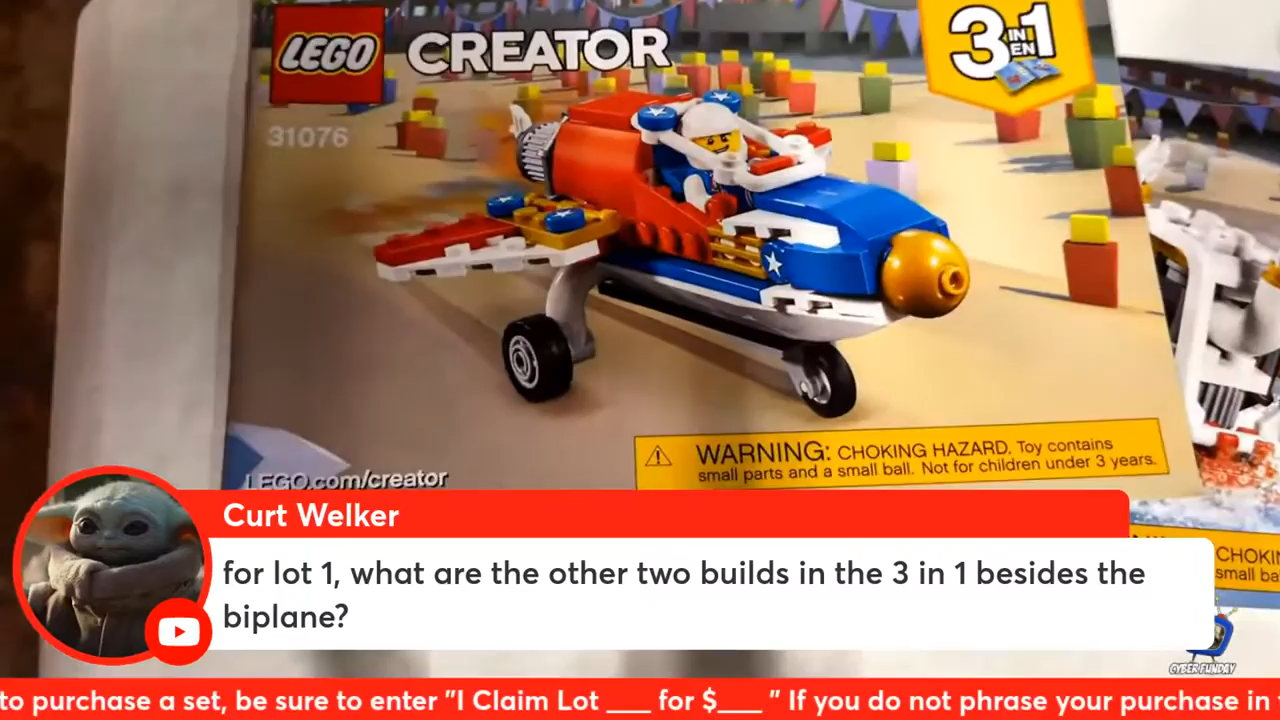 LEGO CREATOR
3 IN EN 1
31076
WARNING: CHOKING HAZARD. Toy contains
small parts and a small ball. Not for children under 3 years.
LEGO.com/creator
CHOKIN
small ba
Curt Welker
for lot 1, what are the other two builds in the 3 in 1 besides the
biplane?
CYBER FUNDAY
to purchase a set, be sure to enter "I Claim Lot ___ for $___ " If you do not phrase your purchase in